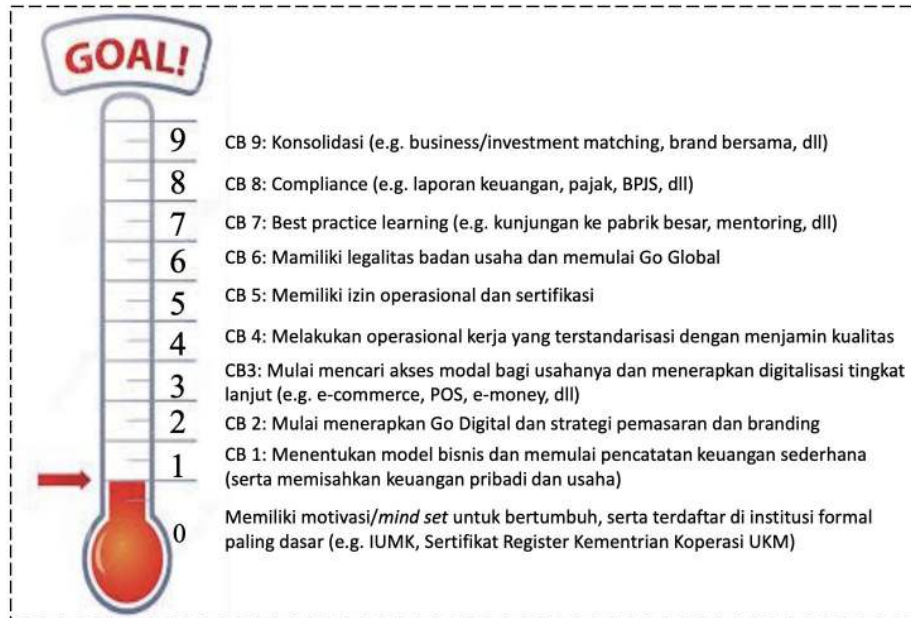 GOAL!
9
CB 9: Konsolidasi (e.g. business/investment matching, brand bersama, dll)
8
CB 8: Compliance (e.g. laporan keuangan, pajak, BPJS, dll)
7
CB 7: Best practice learning (e.g. kunjungan ke pabrik besar, mentoring, dll)
6
CB 6: Mamiliki legalitas badan usaha dan memulai Go Global
5
CB 5: Memiliki izin operasional dan sertifikasi
4
CB 4: Melakukan operasional kerja yang terstandarisasi dengan menjamin kualitas
3
CB3: Mulai mencari akses modal bagi usahanya dan menerapkan digitalisasi tingkat
lanjut (e.g. e-commerce, POS, e-money, dll)
2
CB 2: Mulai menerapkan Go Digital dan strategi pemasaran dan branding
1
CB 1: Menentukan model bisnis dan memulai pencatatan keuangan sederhana
(serta memisahkan keuangan pribadi dan usaha)
0
Memiliki motivasi/mind set untuk bertumbuh, serta terdaftar di institusi formal
paling dasar (e.g. IUMK, Sertifikat Register Kementrian Koperasi UKM)